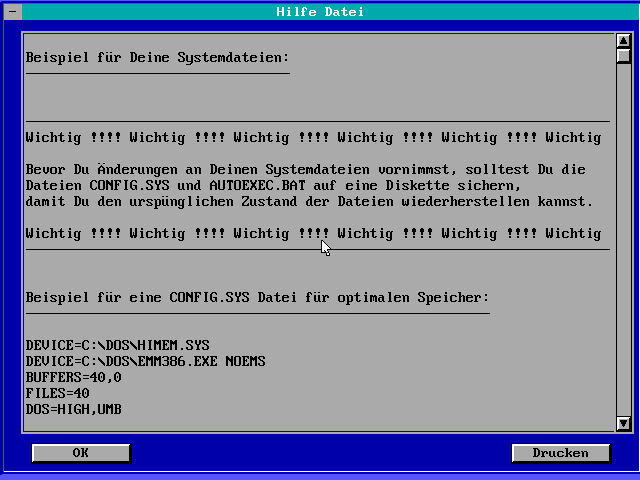 Hilfe Datei
Beispiel für Deine Systemdateien:
Wichtig !!!! Wichtig !!!! Wichtig !!!! Wichtig !!!! Wichtig !!!! Wichtig
Bevor Du Änderungen an Deinen Systemdateien vornimmst, solltest Du die
Dateien CONFIG.SYS und AUTOEXEC.BAT auf eine Diskette sichern,
damit Du den urspünglichen Zustand der Dateien wiederherstellen kannst.
Wichtig !!!! Wichtig !!!! Wichtig !!!! Wichtig !!!! Wichtig !!!! Wichtig
Beispiel für eine CONFIG.SYS Datei für optimalen Speicher:
DEVICE=C:\DOS\HIMEM.SYS
DEVICE=C:\DOS\EMM386.EXE NOEMS
BUFFERS=40,0
FILES=40
DOS=HIGH,UMB
OK
Drucken